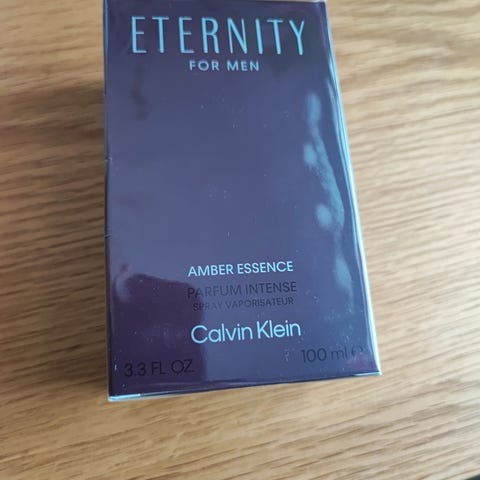 ETERNITY
FOR MEN
AMBER ESSENCE
PARFUM INTENSE
SPRAY VAPORISATEUR
Calvin Klein
3.3 FL OZ 100 ml e